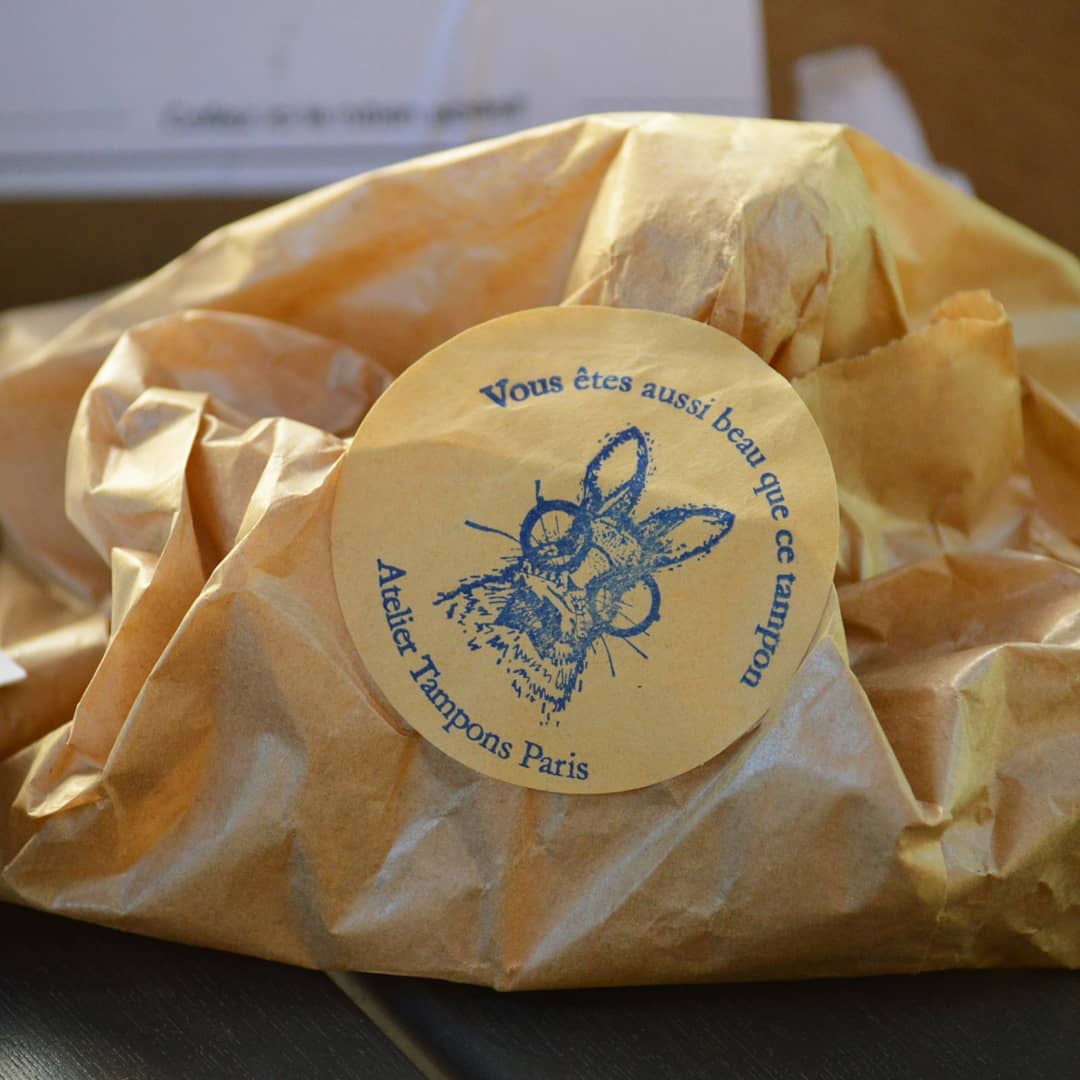 Vous êtes aussi beau que ce tampon
Atelier Tampons Paris